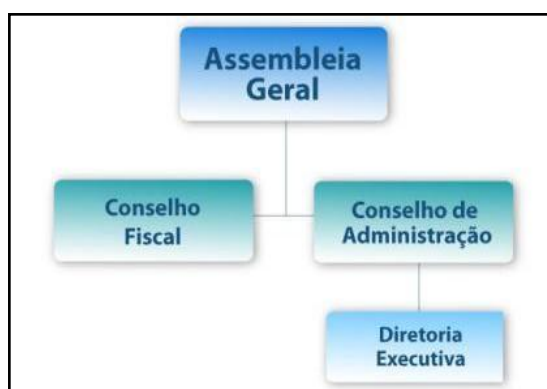 Assembleia
Geral
Conselho
Fiscal
Conselho de
Administração
Diretoria
Executiva